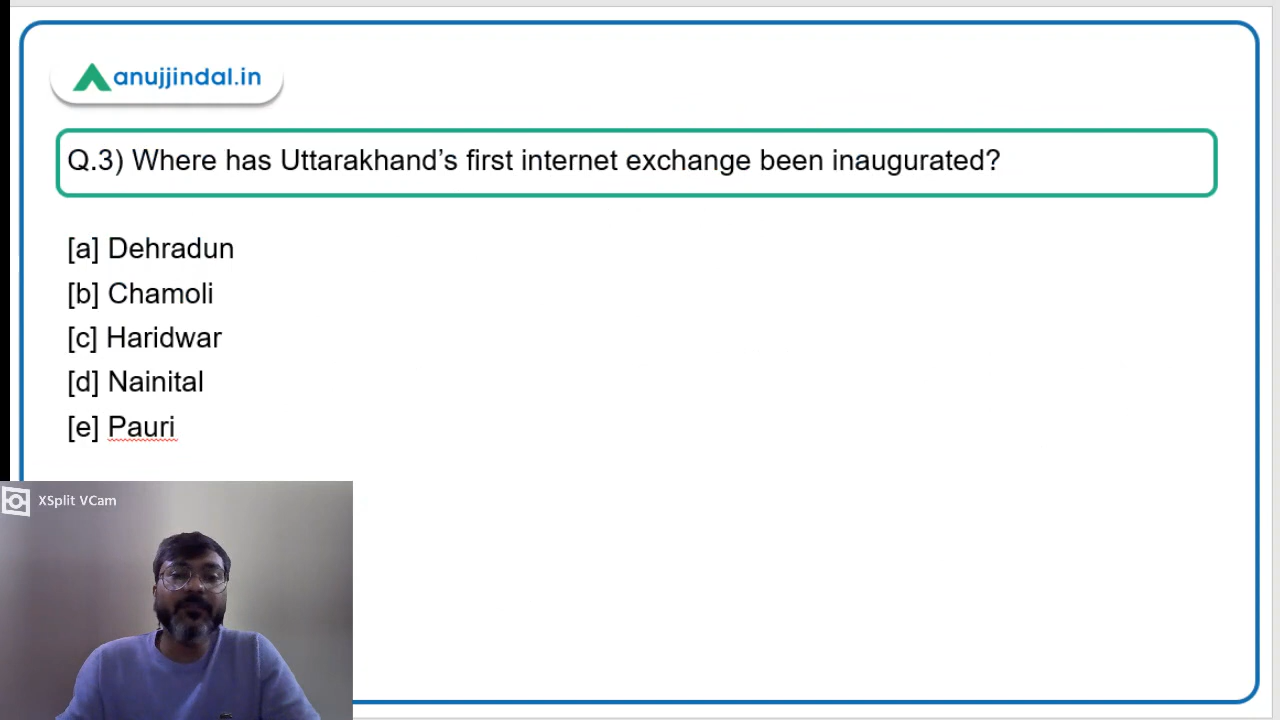 anujjindal.in
Q.3) Where has Uttarakhand’s first internet exchange been inaugurated?
[a] Dehradun
[b] Chamoli
[c] Haridwar
[d] Nainital
[e] Pauri
XSplit VCam